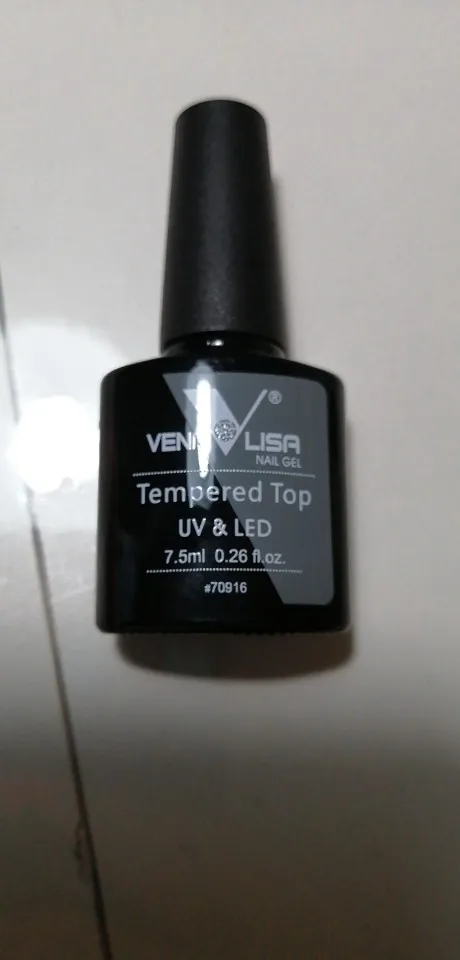 VENALISA
®
NAIL GEL
Tempered Top
UV & LED
7.5ml 0.26 fl.oz.
#70916